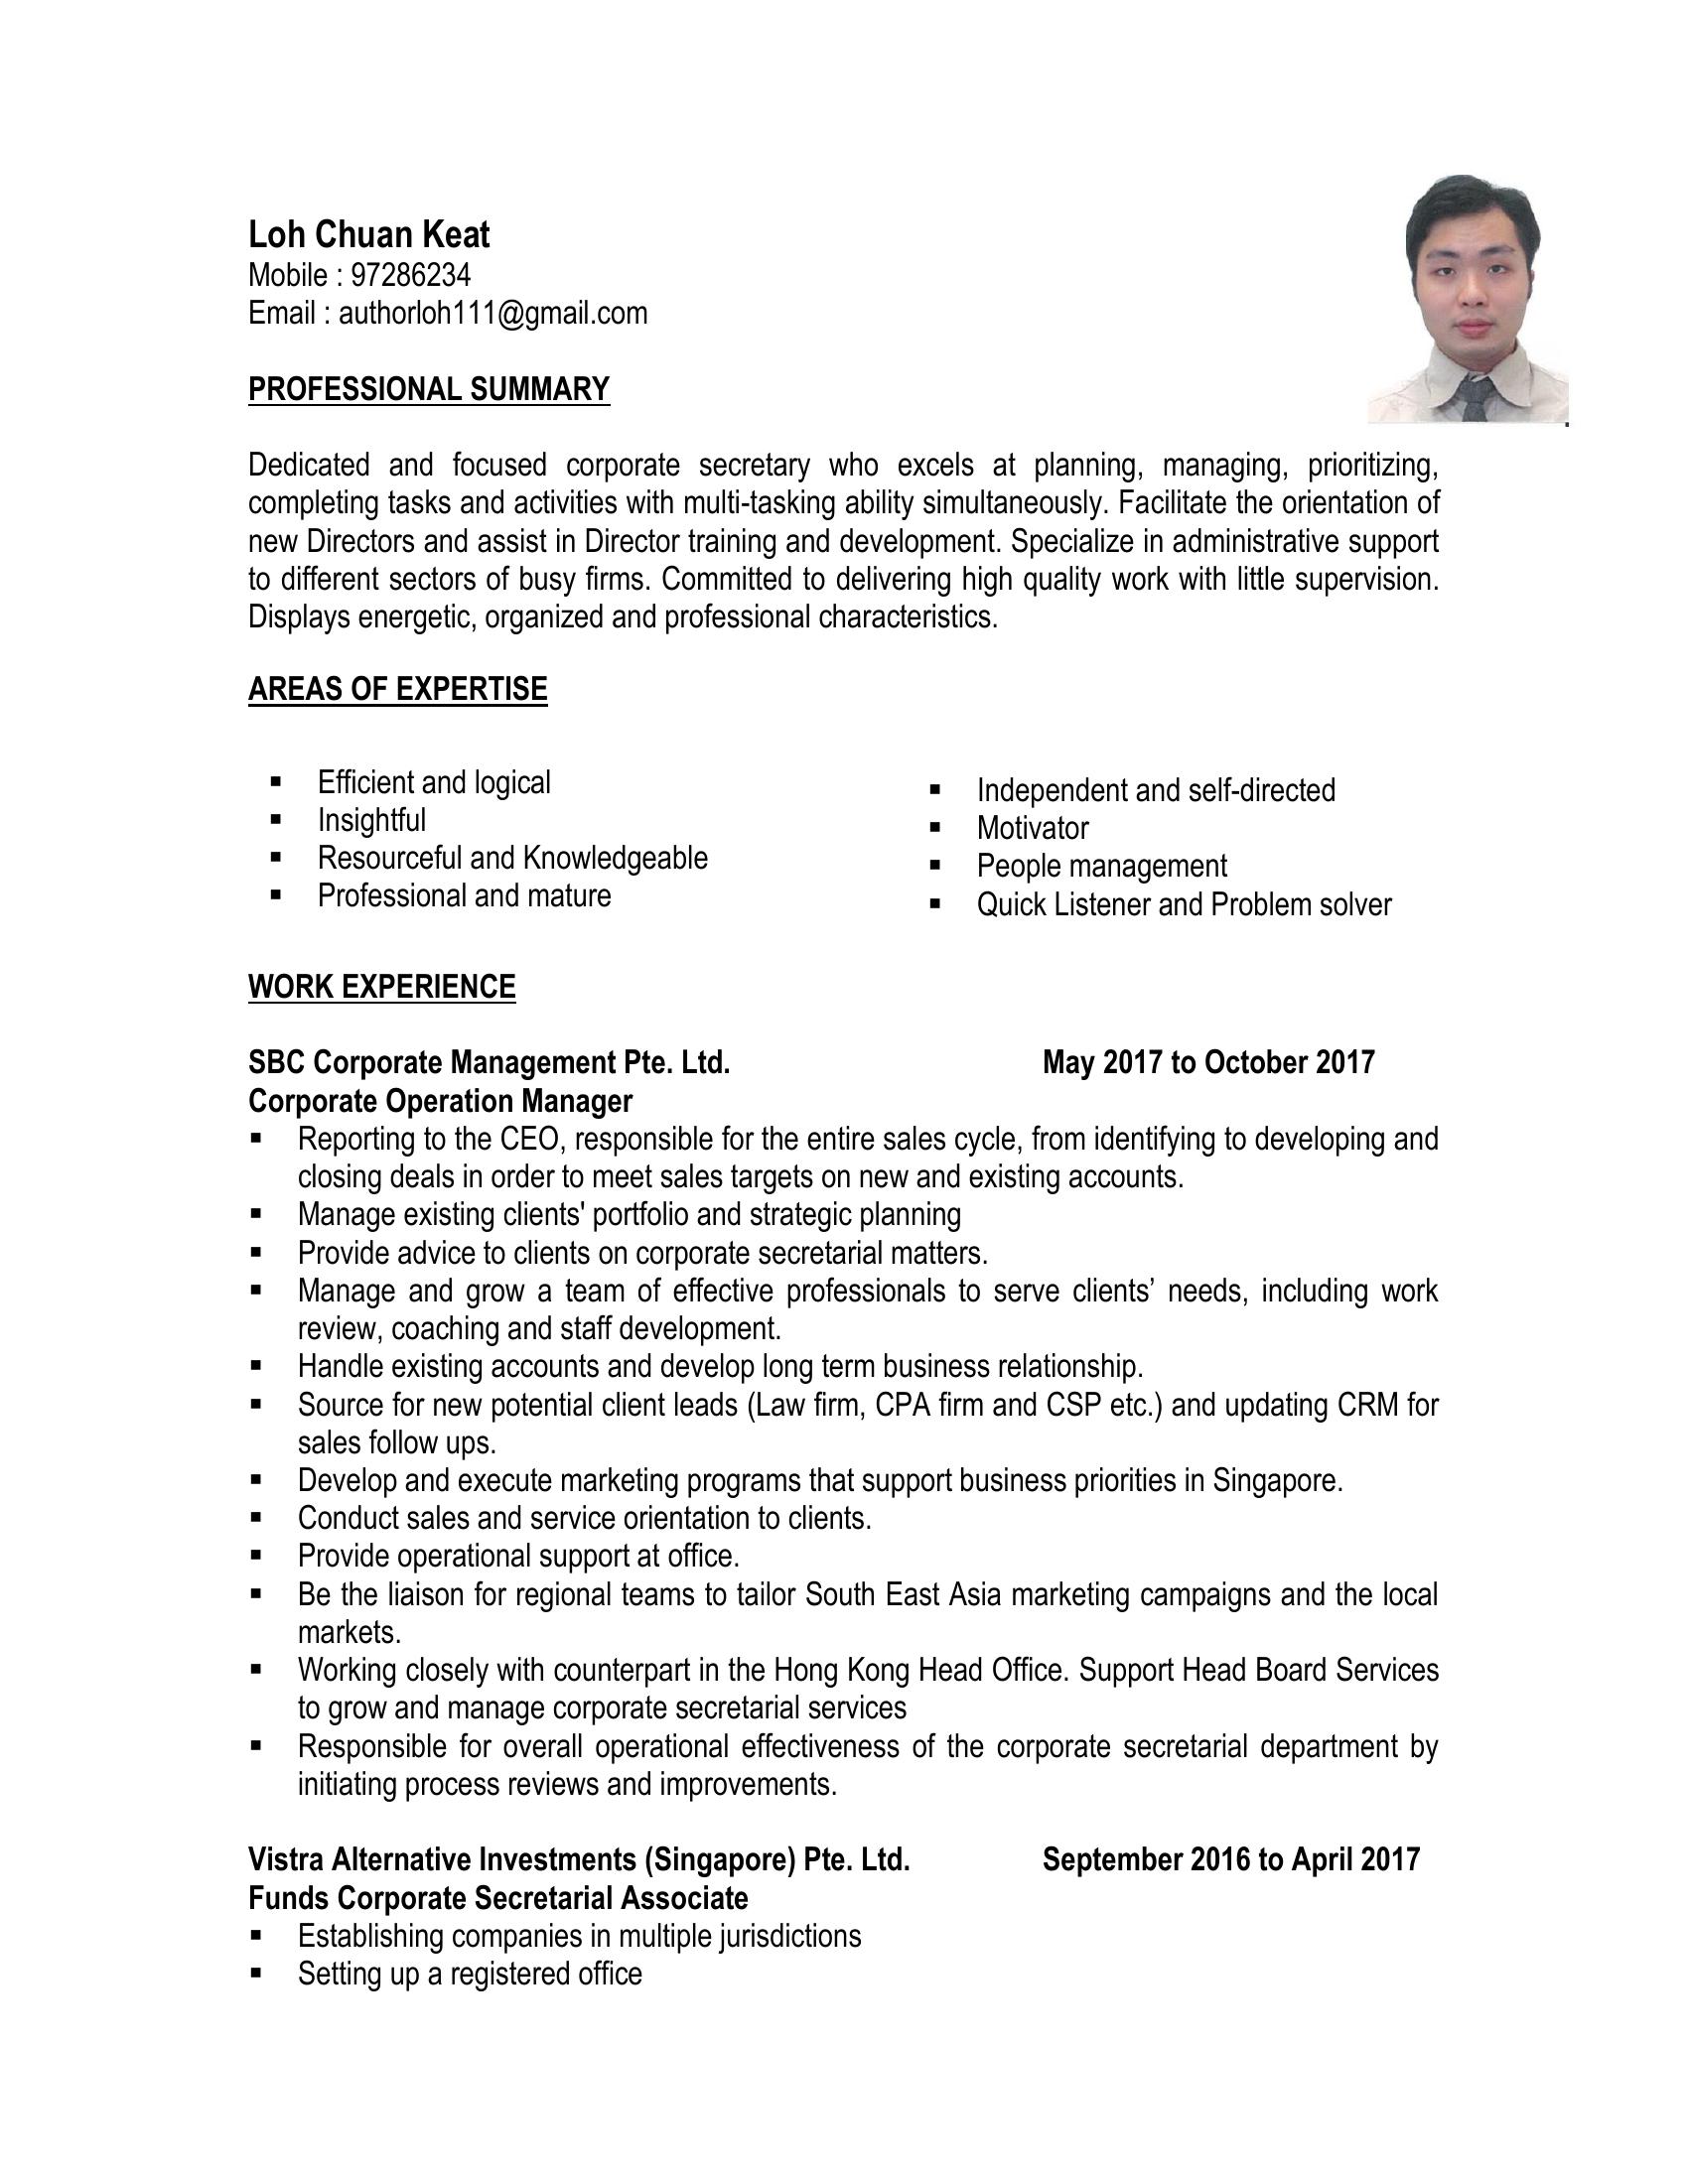 Loh Chuan Keat
Mobile : 97286234
Email : authorloh111@gmail.com
PROFESSIONAL SUMMARY
Dedicated and focused corporate secretary who excels at planning, managing, prioritizing,
completing tasks and activities with multi-tasking ability simultaneously. Facilitate the orientation of
new Directors and assist in Director training and development. Specialize in administrative support
to different sectors of busy firms. Committed to delivering high quality work with little supervision.
Displays energetic, organized and professional characteristics.
AREAS OF EXPERTISE
▪ Efficient and logical
▪ Insightful
▪ Resourceful and Knowledgeable
▪ Professional and mature
▪ Independent and self-directed
▪ Motivator
▪ People management
▪ Quick Listener and Problem solver
WORK EXPERIENCE
SBC Corporate Management Pte. Ltd. May 2017 to October 2017
Corporate Operation Manager
▪ Reporting to the CEO, responsible for the entire sales cycle, from identifying to developing and
closing deals in order to meet sales targets on new and existing accounts.
▪ Manage existing clients' portfolio and strategic planning
▪ Provide advice to clients on corporate secretarial matters.
▪ Manage and grow a team of effective professionals to serve clients’ needs, including work
review, coaching and staff development.
▪ Handle existing accounts and develop long term business relationship.
▪ Source for new potential client leads (Law firm, CPA firm and CSP etc.) and updating CRM for
sales follow ups.
▪ Develop and execute marketing programs that support business priorities in Singapore.
▪ Conduct sales and service orientation to clients.
▪ Provide operational support at office.
▪ Be the liaison for regional teams to tailor South East Asia marketing campaigns and the local
markets.
▪ Working closely with counterpart in the Hong Kong Head Office. Support Head Board Services
to grow and manage corporate secretarial services
▪ Responsible for overall operational effectiveness of the corporate secretarial department by
initiating process reviews and improvements.
Vistra Alternative Investments (Singapore) Pte. Ltd. September 2016 to April 2017
Funds Corporate Secretarial Associate
▪ Establishing companies in multiple jurisdictions
▪ Setting up a registered office